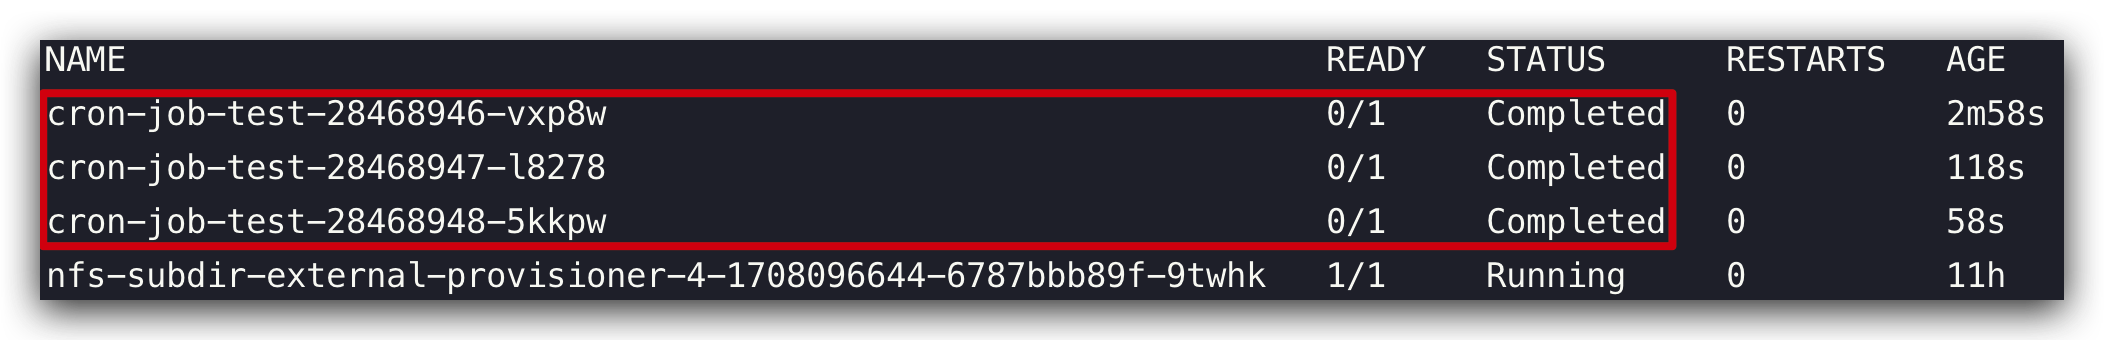 NAME READY STATUS RESTARTS AGE
cron-job-test-28468946-vxp8w 0/1 Completed 0 2m58s
cron-job-test-28468947-l8278 0/1 Completed 0 118s
cron-job-test-28468948-5kkpw 0/1 Completed 0 58s
nfs-subdir-external-provisioner-4-1708096644-6787bbb89f-9twhk 1/1 Running 0 11h